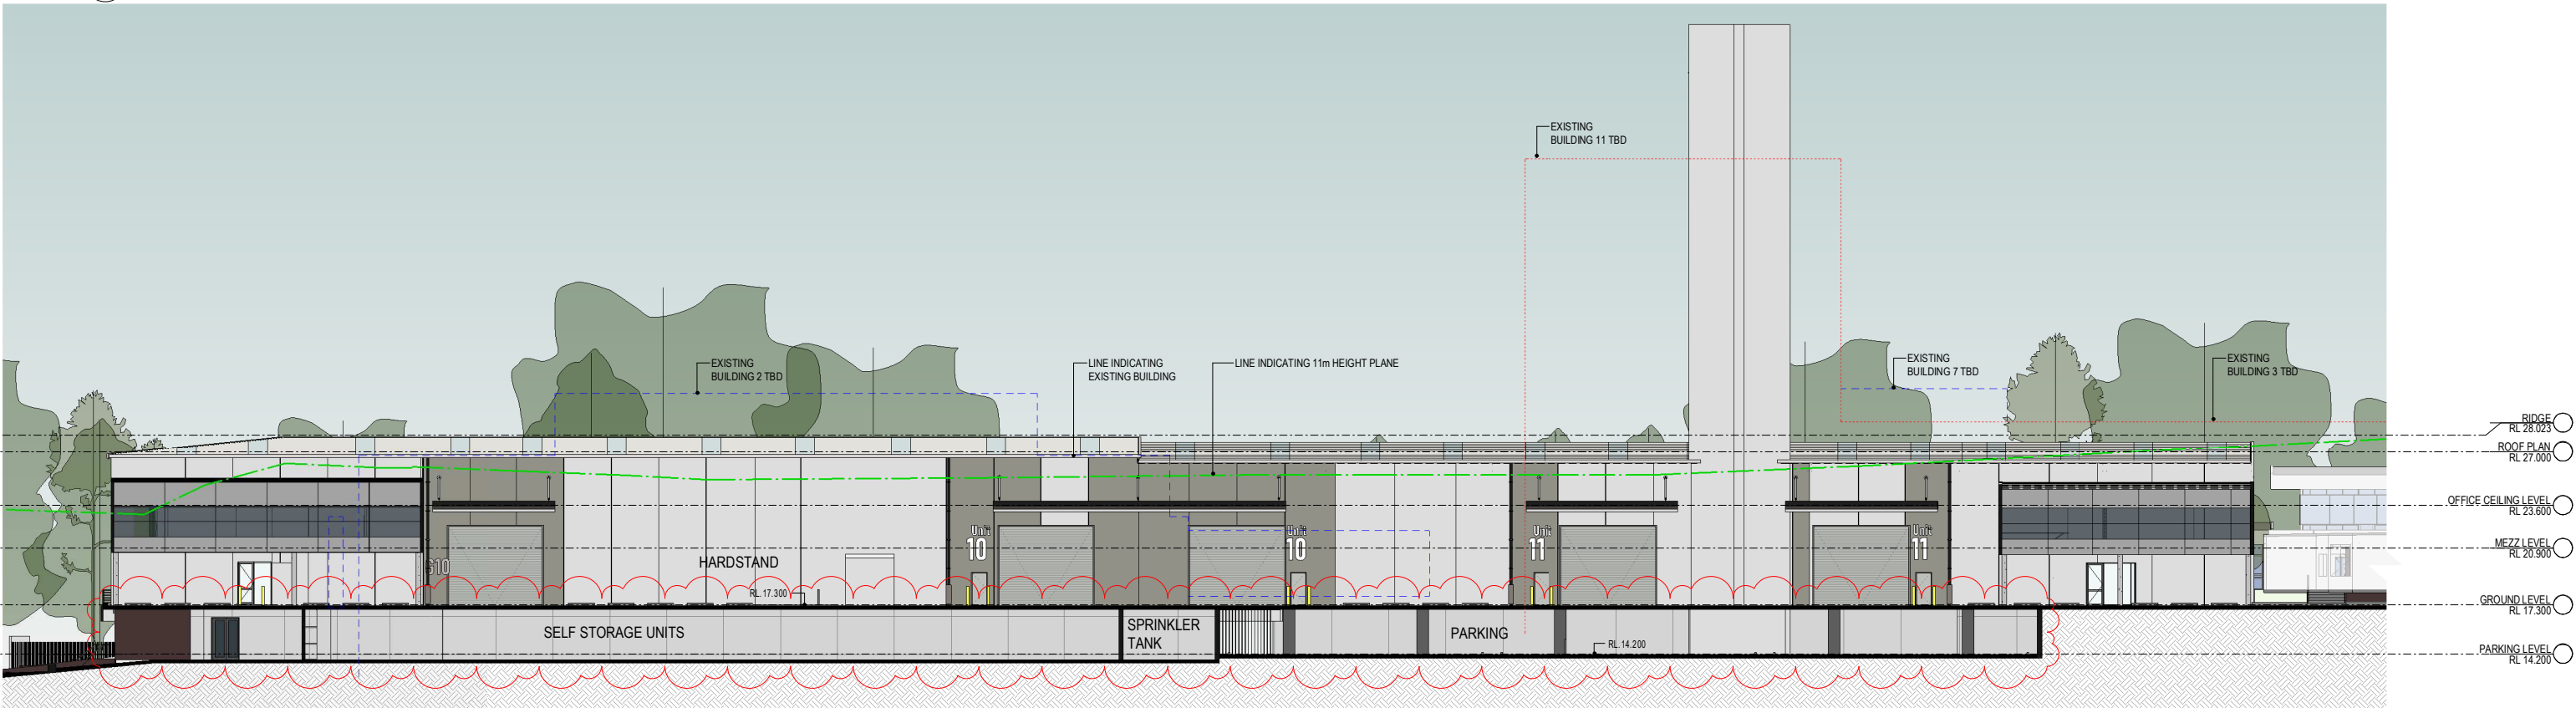 EXISTING
BUILDING 11 TBD
EXISTING
BUILDING 2 TBD
LINE INDICATING
EXISTING BUILDING
LINE INDICATING 11m HEIGHT PLANE
EXISTING
BUILDING 7 TBD
EXISTING
BUILDING 3 TBD
RIDGE
RL 28.023
ROOF PLAN
RL 27.000
OFFICE CEILING LEVEL
RL 23.600
MEZZ LEVEL
RL 20.900
GROUND LEVEL
RL 17.300
PARKING LEVEL
RL 14.200
Unit
10
Unit
10
Unit
11
Unit
11
G10
HARDSTAND
RL. 17.300
SELF STORAGE UNITS
SPRINKLER
TANK
PARKING
RL. 14.200